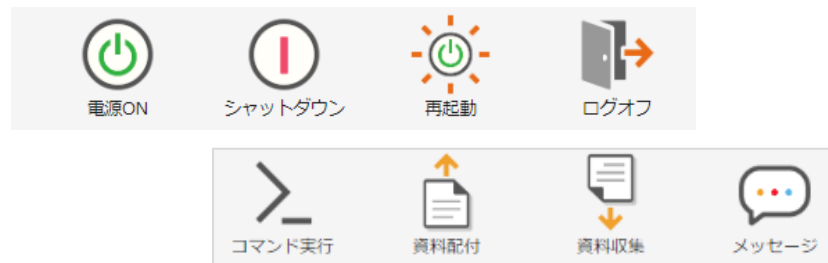 電源ON
シャットダウン
再起動
ログオフ
コマンド実行
資料配付
資料収集
メッセージ